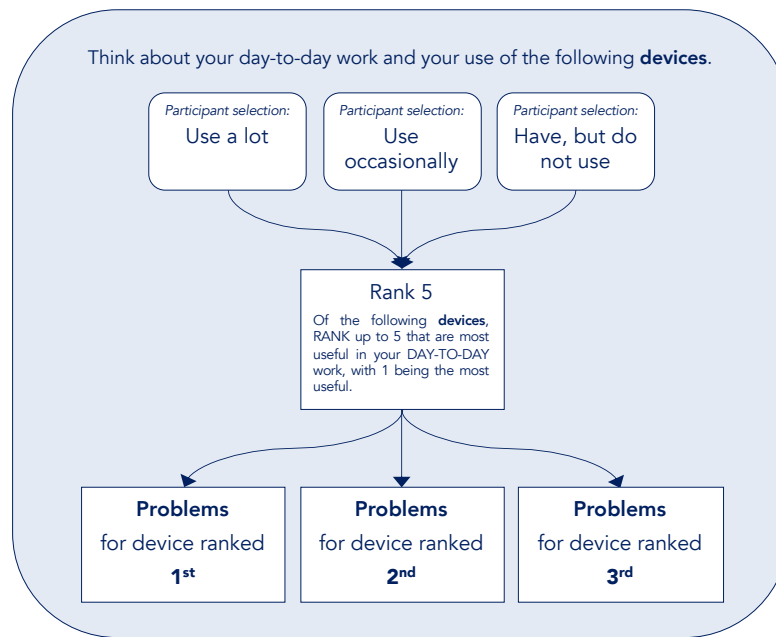 Think about your day-to-day work and your use of the following devices.
Participant selection:
Use a lot
Participant selection:
Use
occasionally
Participant selection:
Have, but do
not use
Rank 5
Of the following devices,
RANK up to 5 that are most
useful in your DAY-TO-DAY
work, with 1 being the most
useful.
Problems
for device ranked
1st
Problems
for device ranked
2nd
Problems
for device ranked
3rd